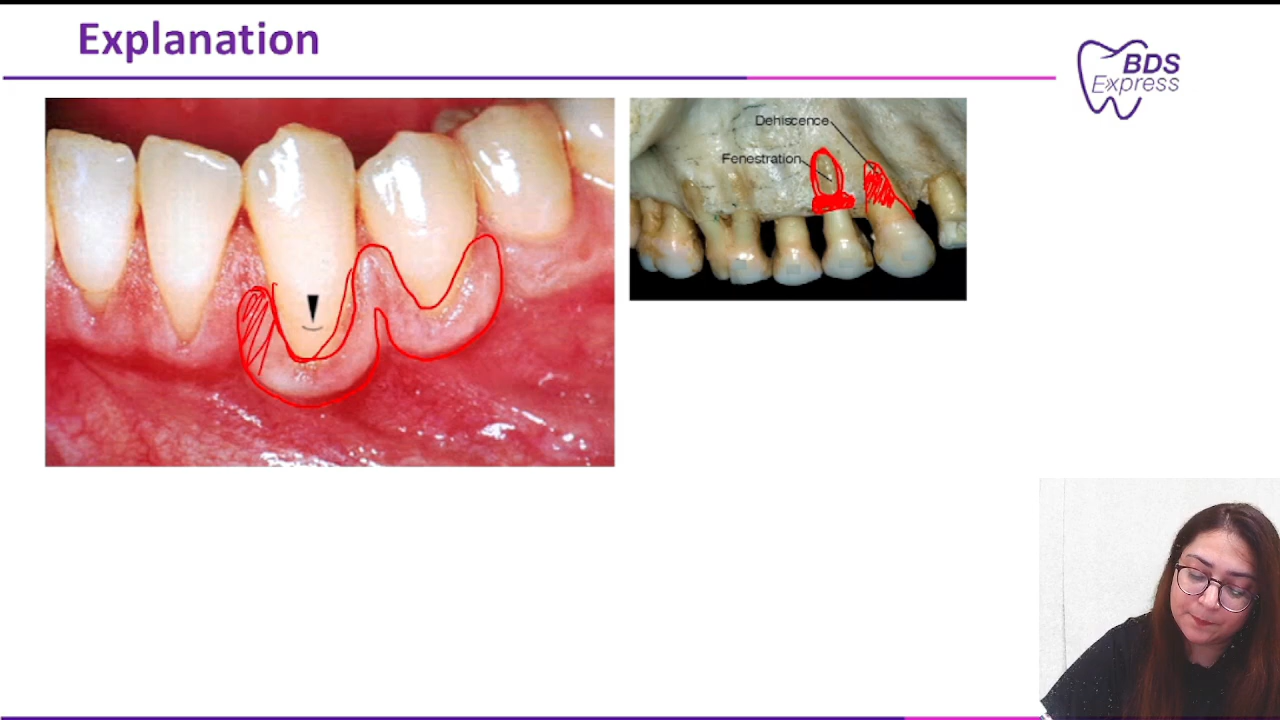 Explanation
BDS
Express
Dehiscence
Fenestration